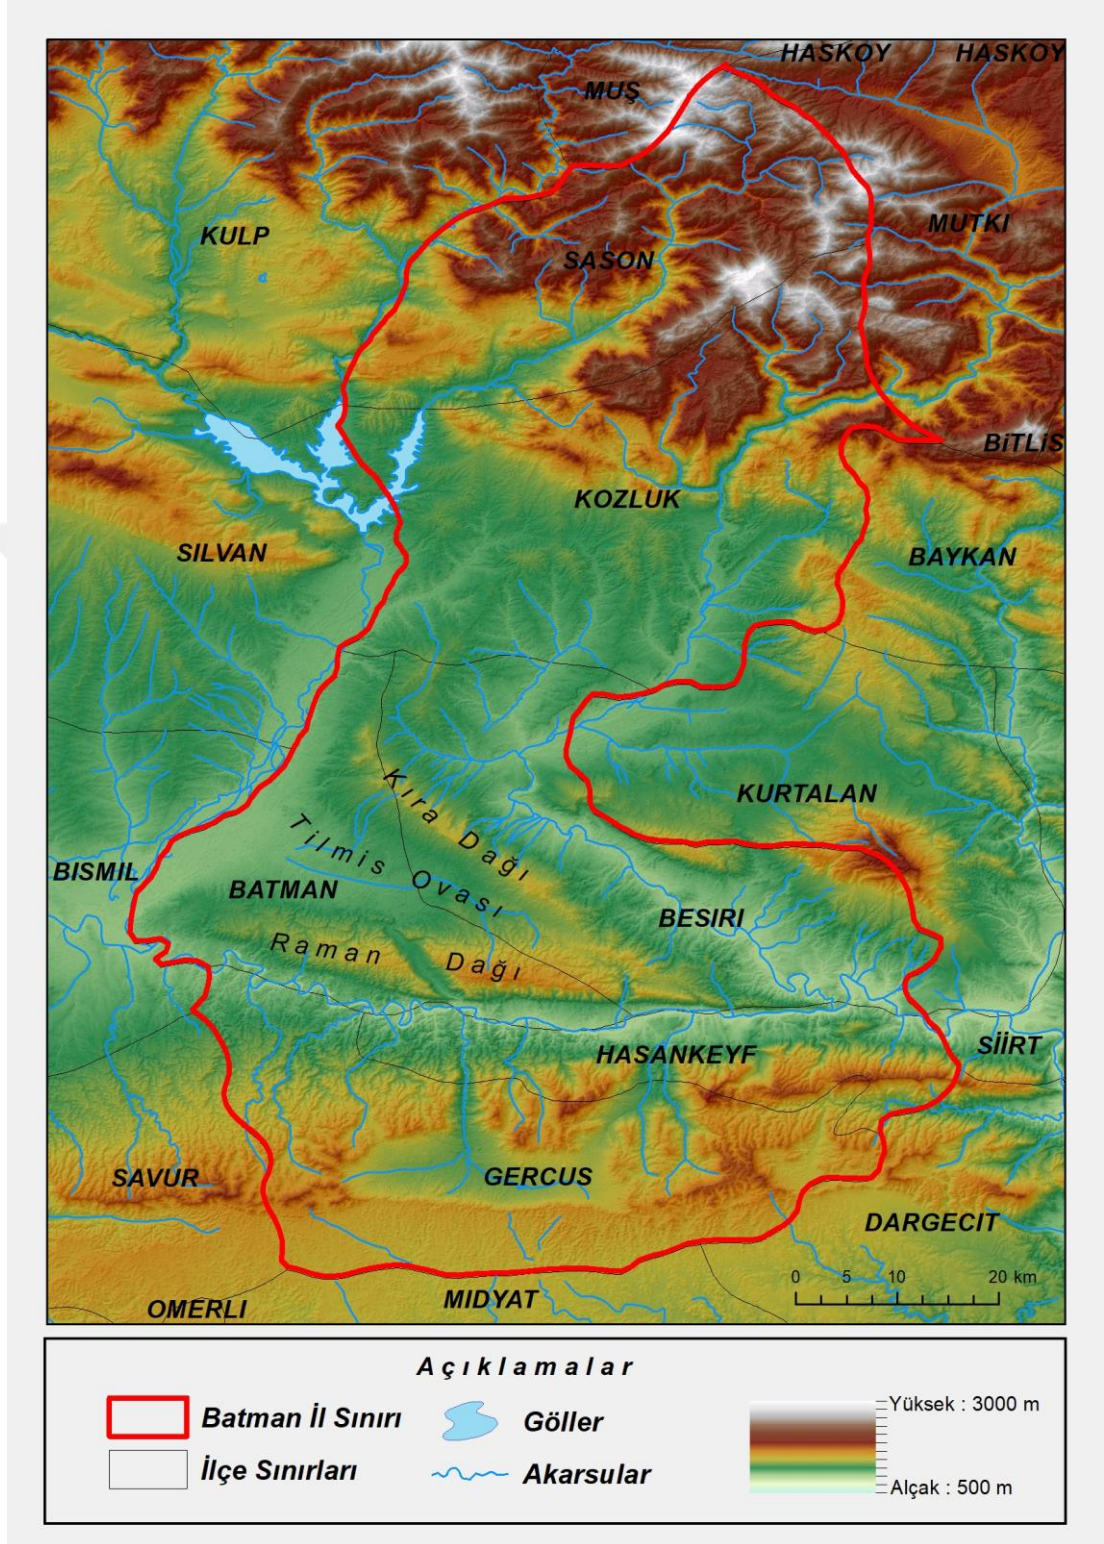 HASKOY
HASKOY
MUŞ
KULP
MUTKI
SASON
BiTLiS
KOZLUK
SILVAN
BAYKAN
KURTALAN
Kıra Dağı
Tilmis Ovası
BISMIL
BATMAN
BESIRI
Raman Dağı
SİİRT
HASANKEYF
SAVUR
GERCUS
DARGECIT
0 5 10 20 km
MIDYAT
OMERLI
Açıklamalar
Batman İl Sınırı
Göller
Yüksek : 3000 m
İlçe Sınırları
Akarsular
Alçak : 500 m